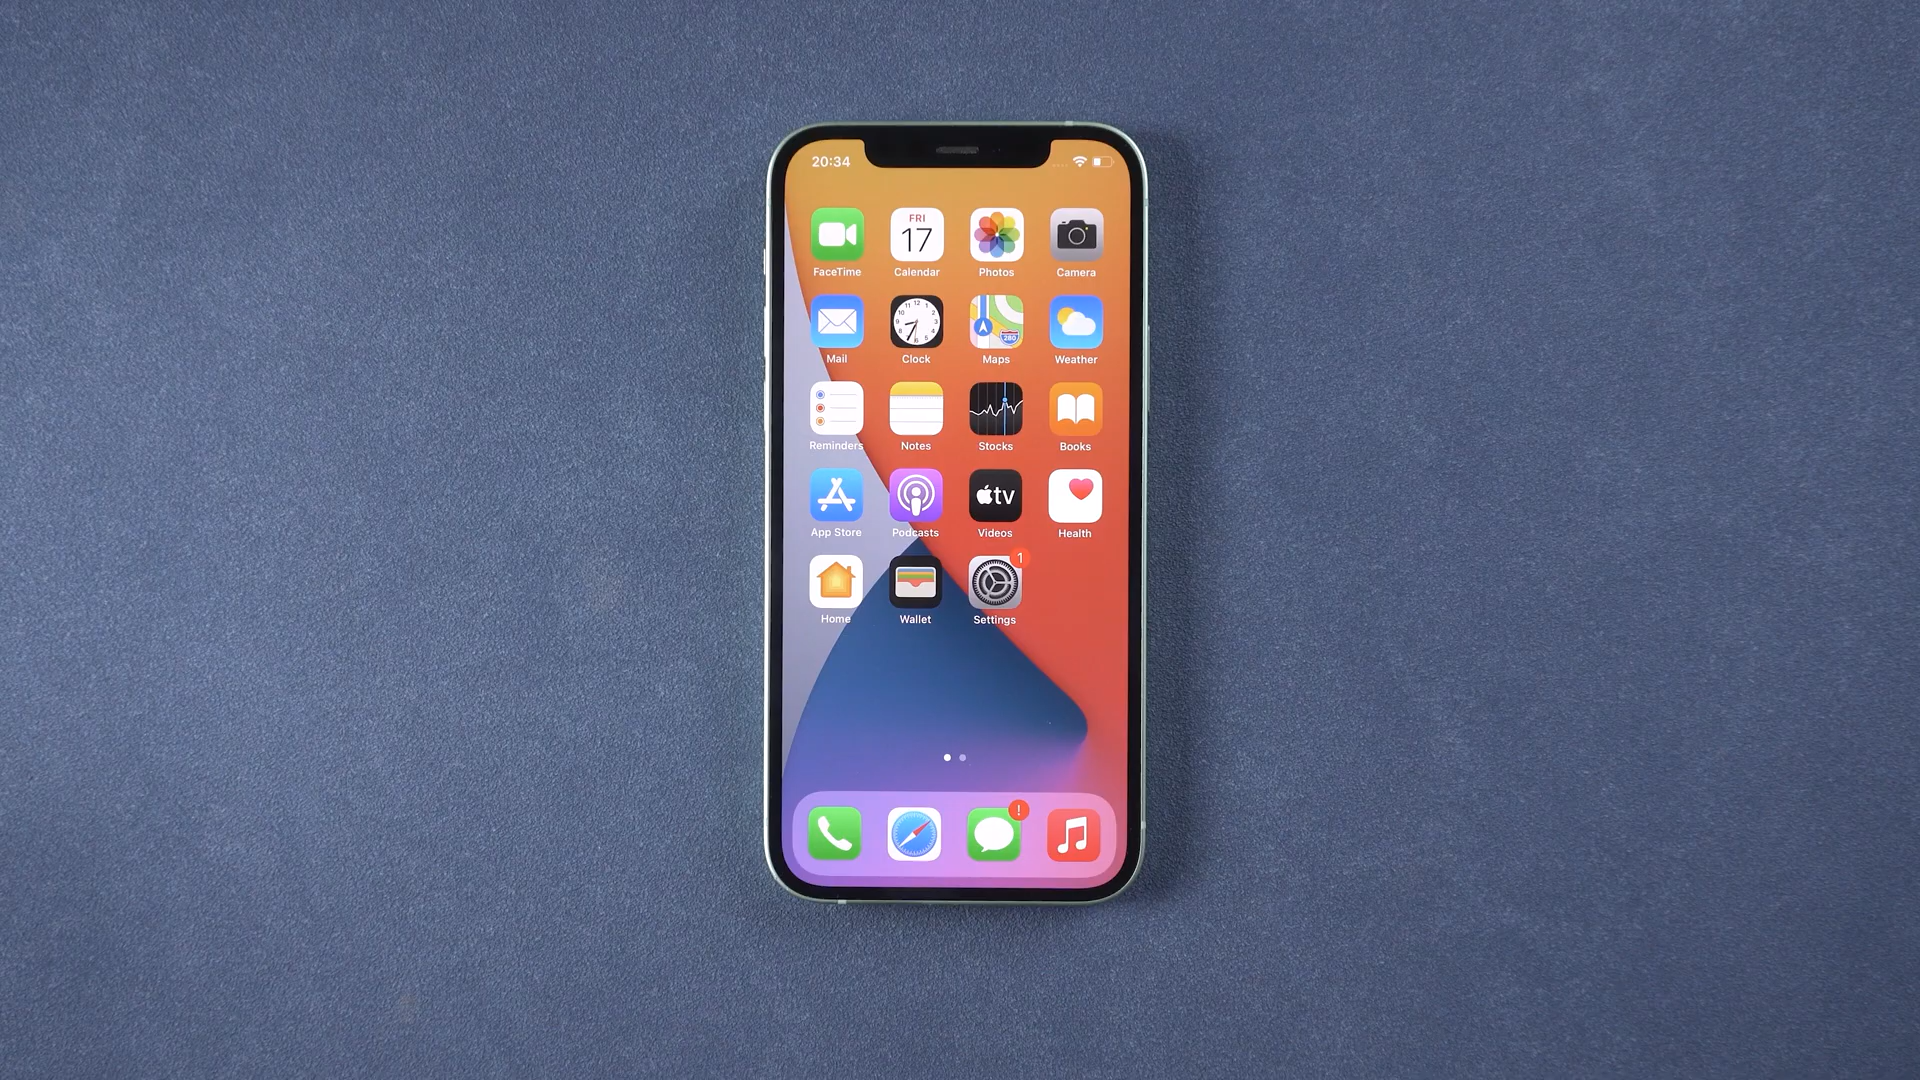 20:34
FRI
17
FaceTime
Calendar
Photos
Camera
280
Mail
Clock
Maps
Weather
Reminders
Notes
Stocks
Books
tv
App Store
Podcasts
Videos
Health
1
Home
Wallet
Settings
!